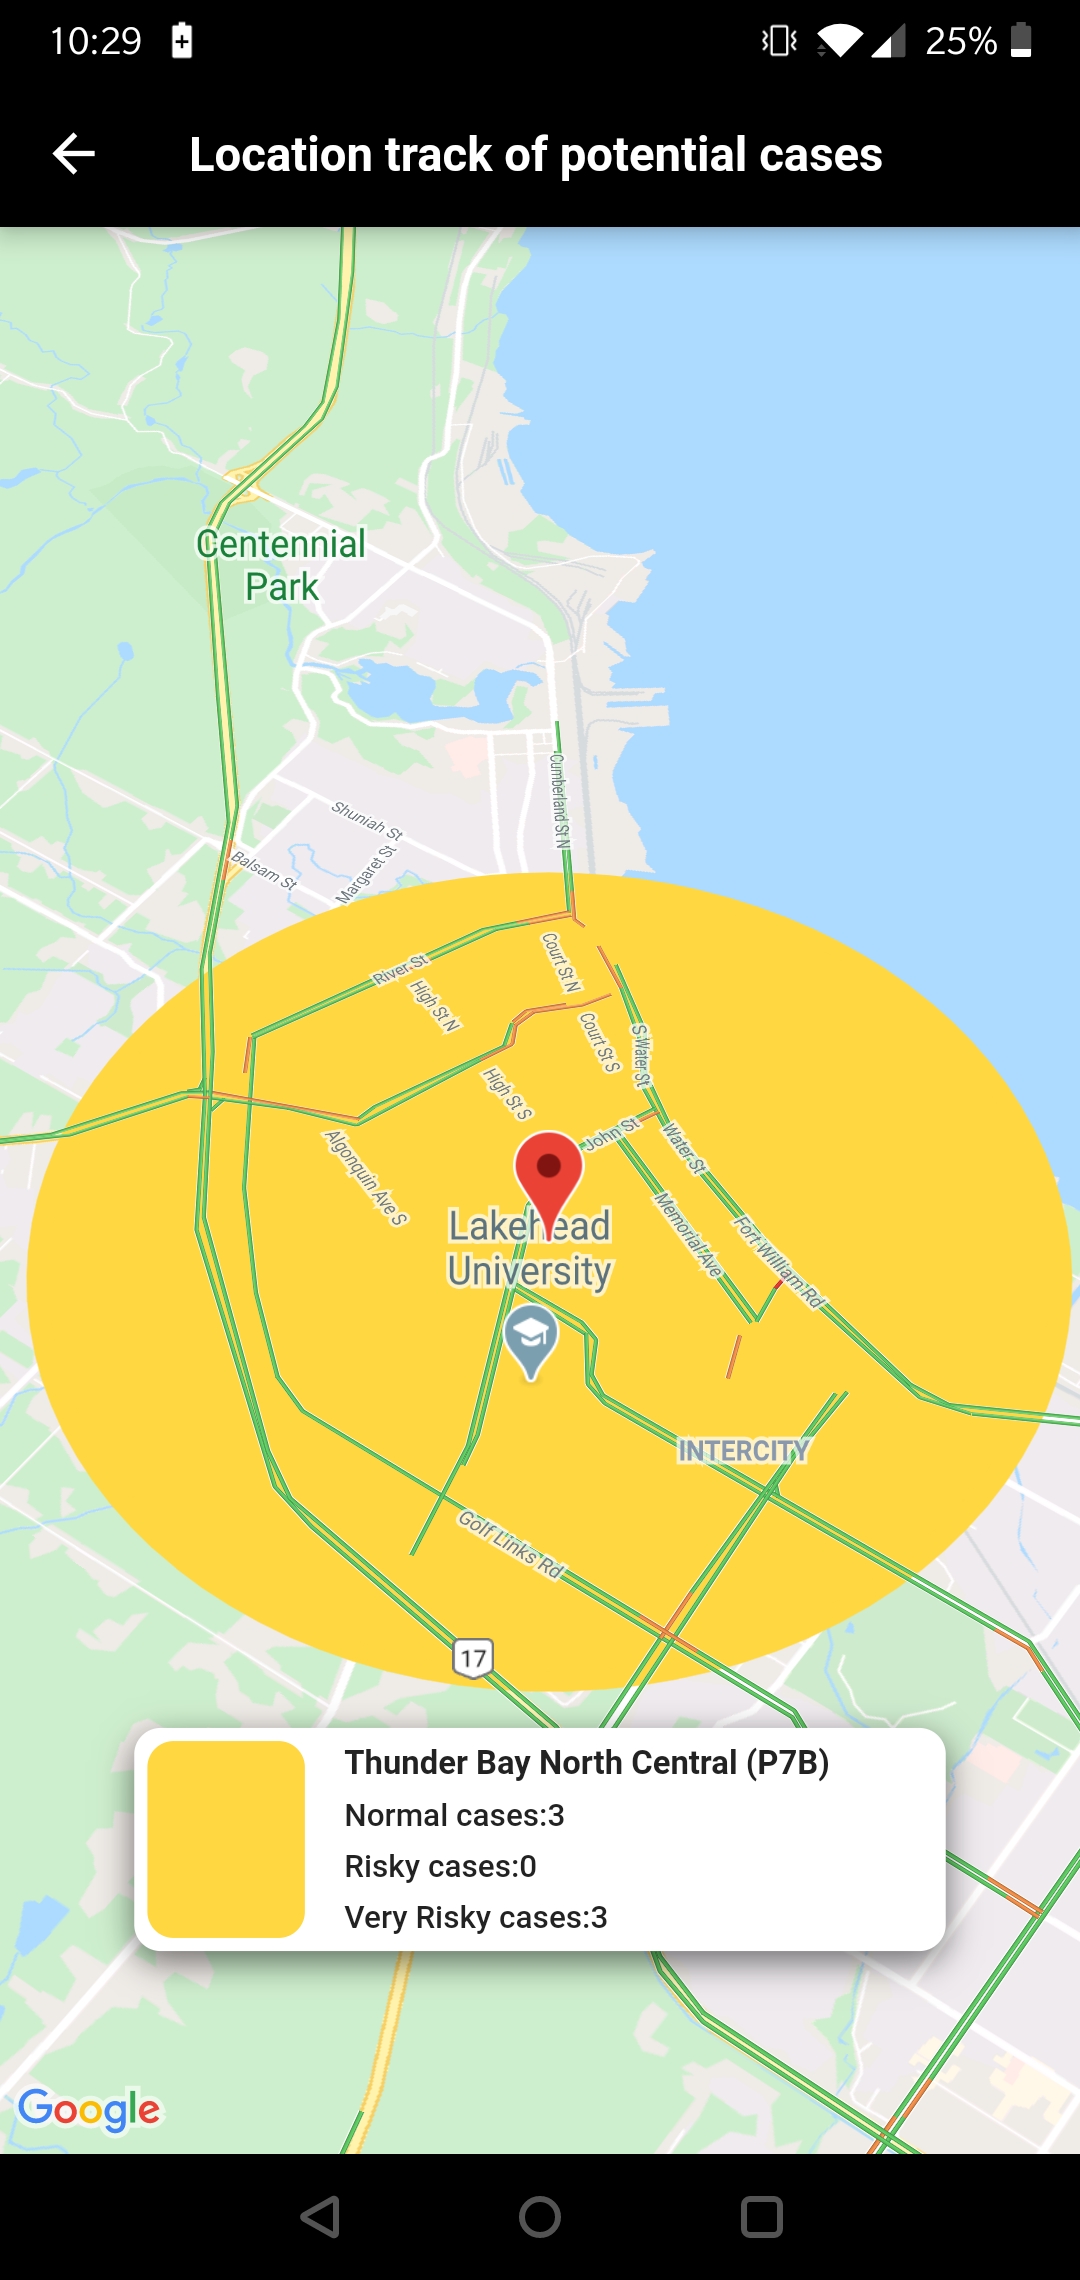 10:29
25%
Location track of potential cases
Centennial
Park
Cumberland St N
Shuniah St
Margaret St
Balsam St
River St
Court St N
High St N
Court St S
S Water St
High St S
John St
Water St
Algonquin Ave S
Lakehead
University
Memorial Ave
Fort William Rd
INTERCITY
Golf Links Rd
17
Thunder Bay North Central (P7B)
Normal cases:3
Risky cases:0
Very Risky cases:3
Google